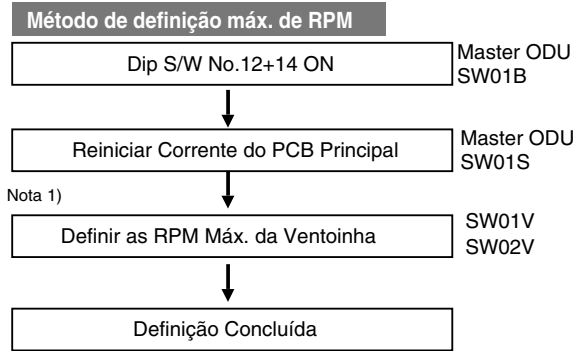 Método de definição máx. de RPM
Dip S/W No.12+14 ON
Master ODU
SW01B
Reiniciar Corrente do PCB Principal
Master ODU
SW01S
Nota 1)
Definir as RPM Máx. da Ventoinha
SW01V
SW02V
Definição Concluída